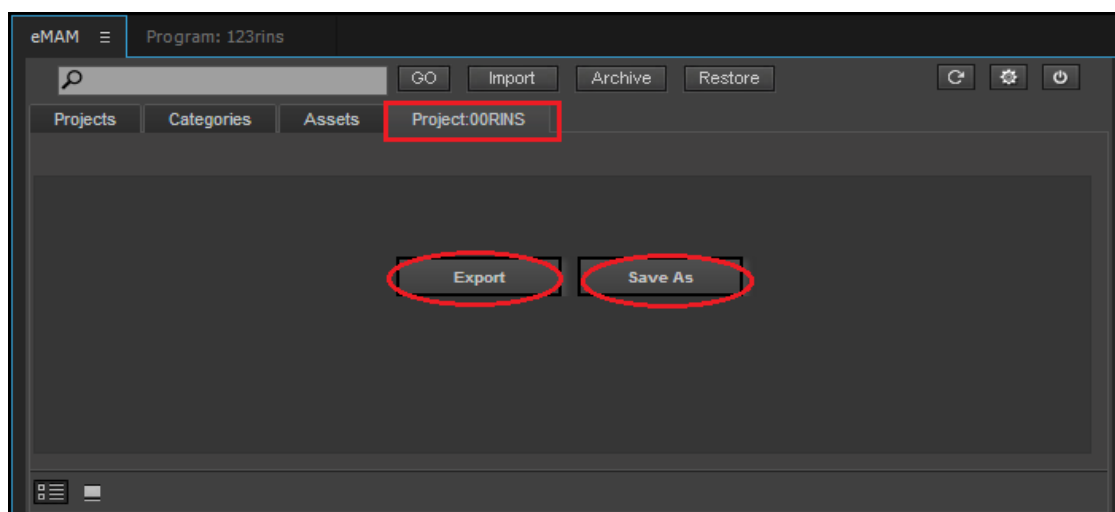 eMAM Program: 123rins
GO Import Archive Restore
Projects Categories Assets Project:00RINS
Export Save As